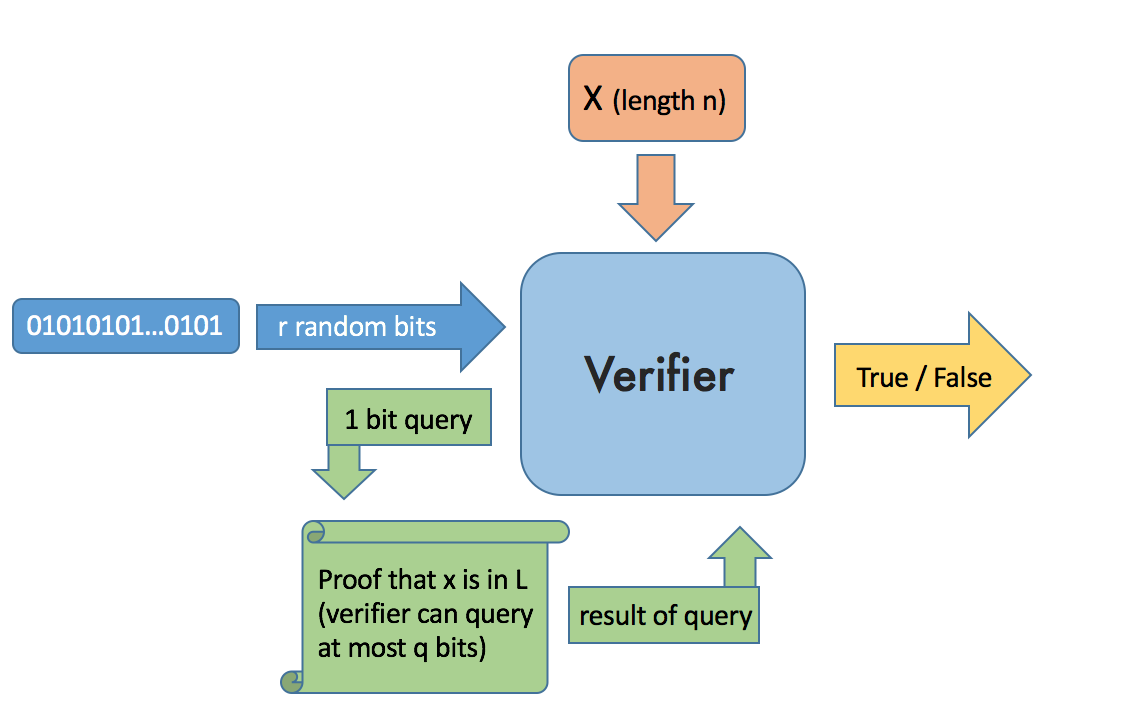 X (length n)
01010101...0101
r random bits
Verifier
True / False
1 bit query
Proof that x is in L
(verifier can query
at most q bits)
result of query